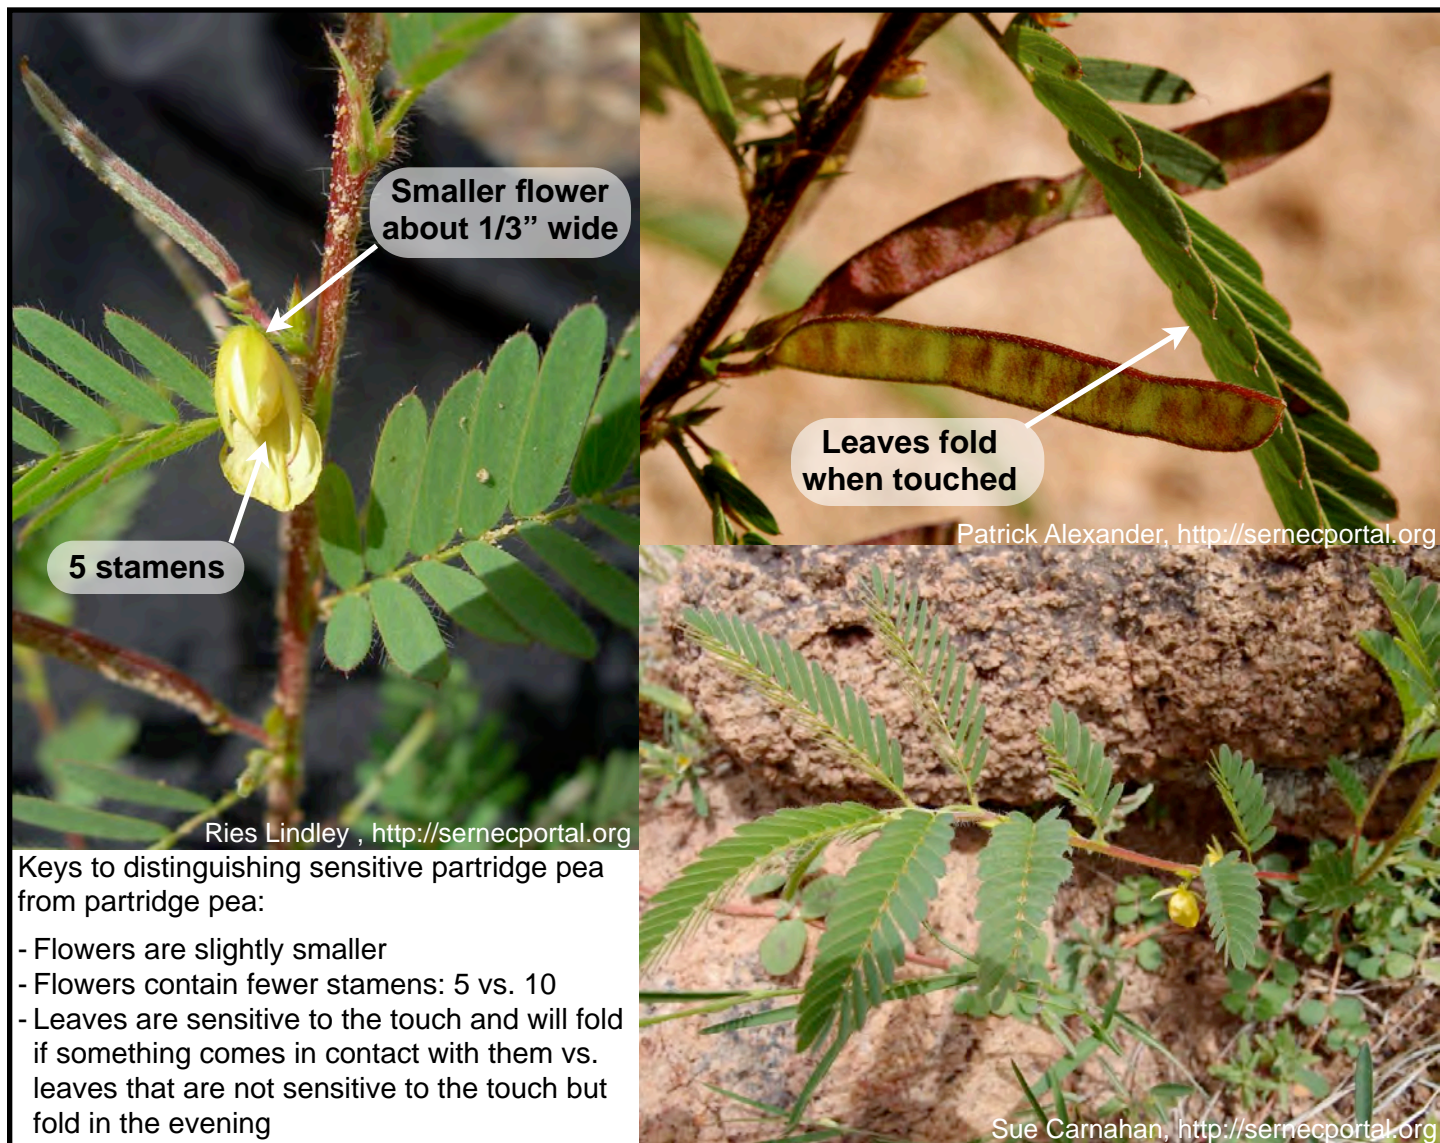 Smaller flower
about 1/3” wide
5 stamens
Ries Lindley , http://sernecportal.org
Leaves fold
when touched
Patrick Alexander, http://sernecportal.org
Keys to distinguishing sensitive partridge pea
from partridge pea:
- Flowers are slightly smaller
- Flowers contain fewer stamens: 5 vs. 10
- Leaves are sensitive to the touch and will fold
if something comes in contact with them vs.
leaves that are not sensitive to the touch but
fold in the evening
Sue Carnahan, http://sernecportal.org